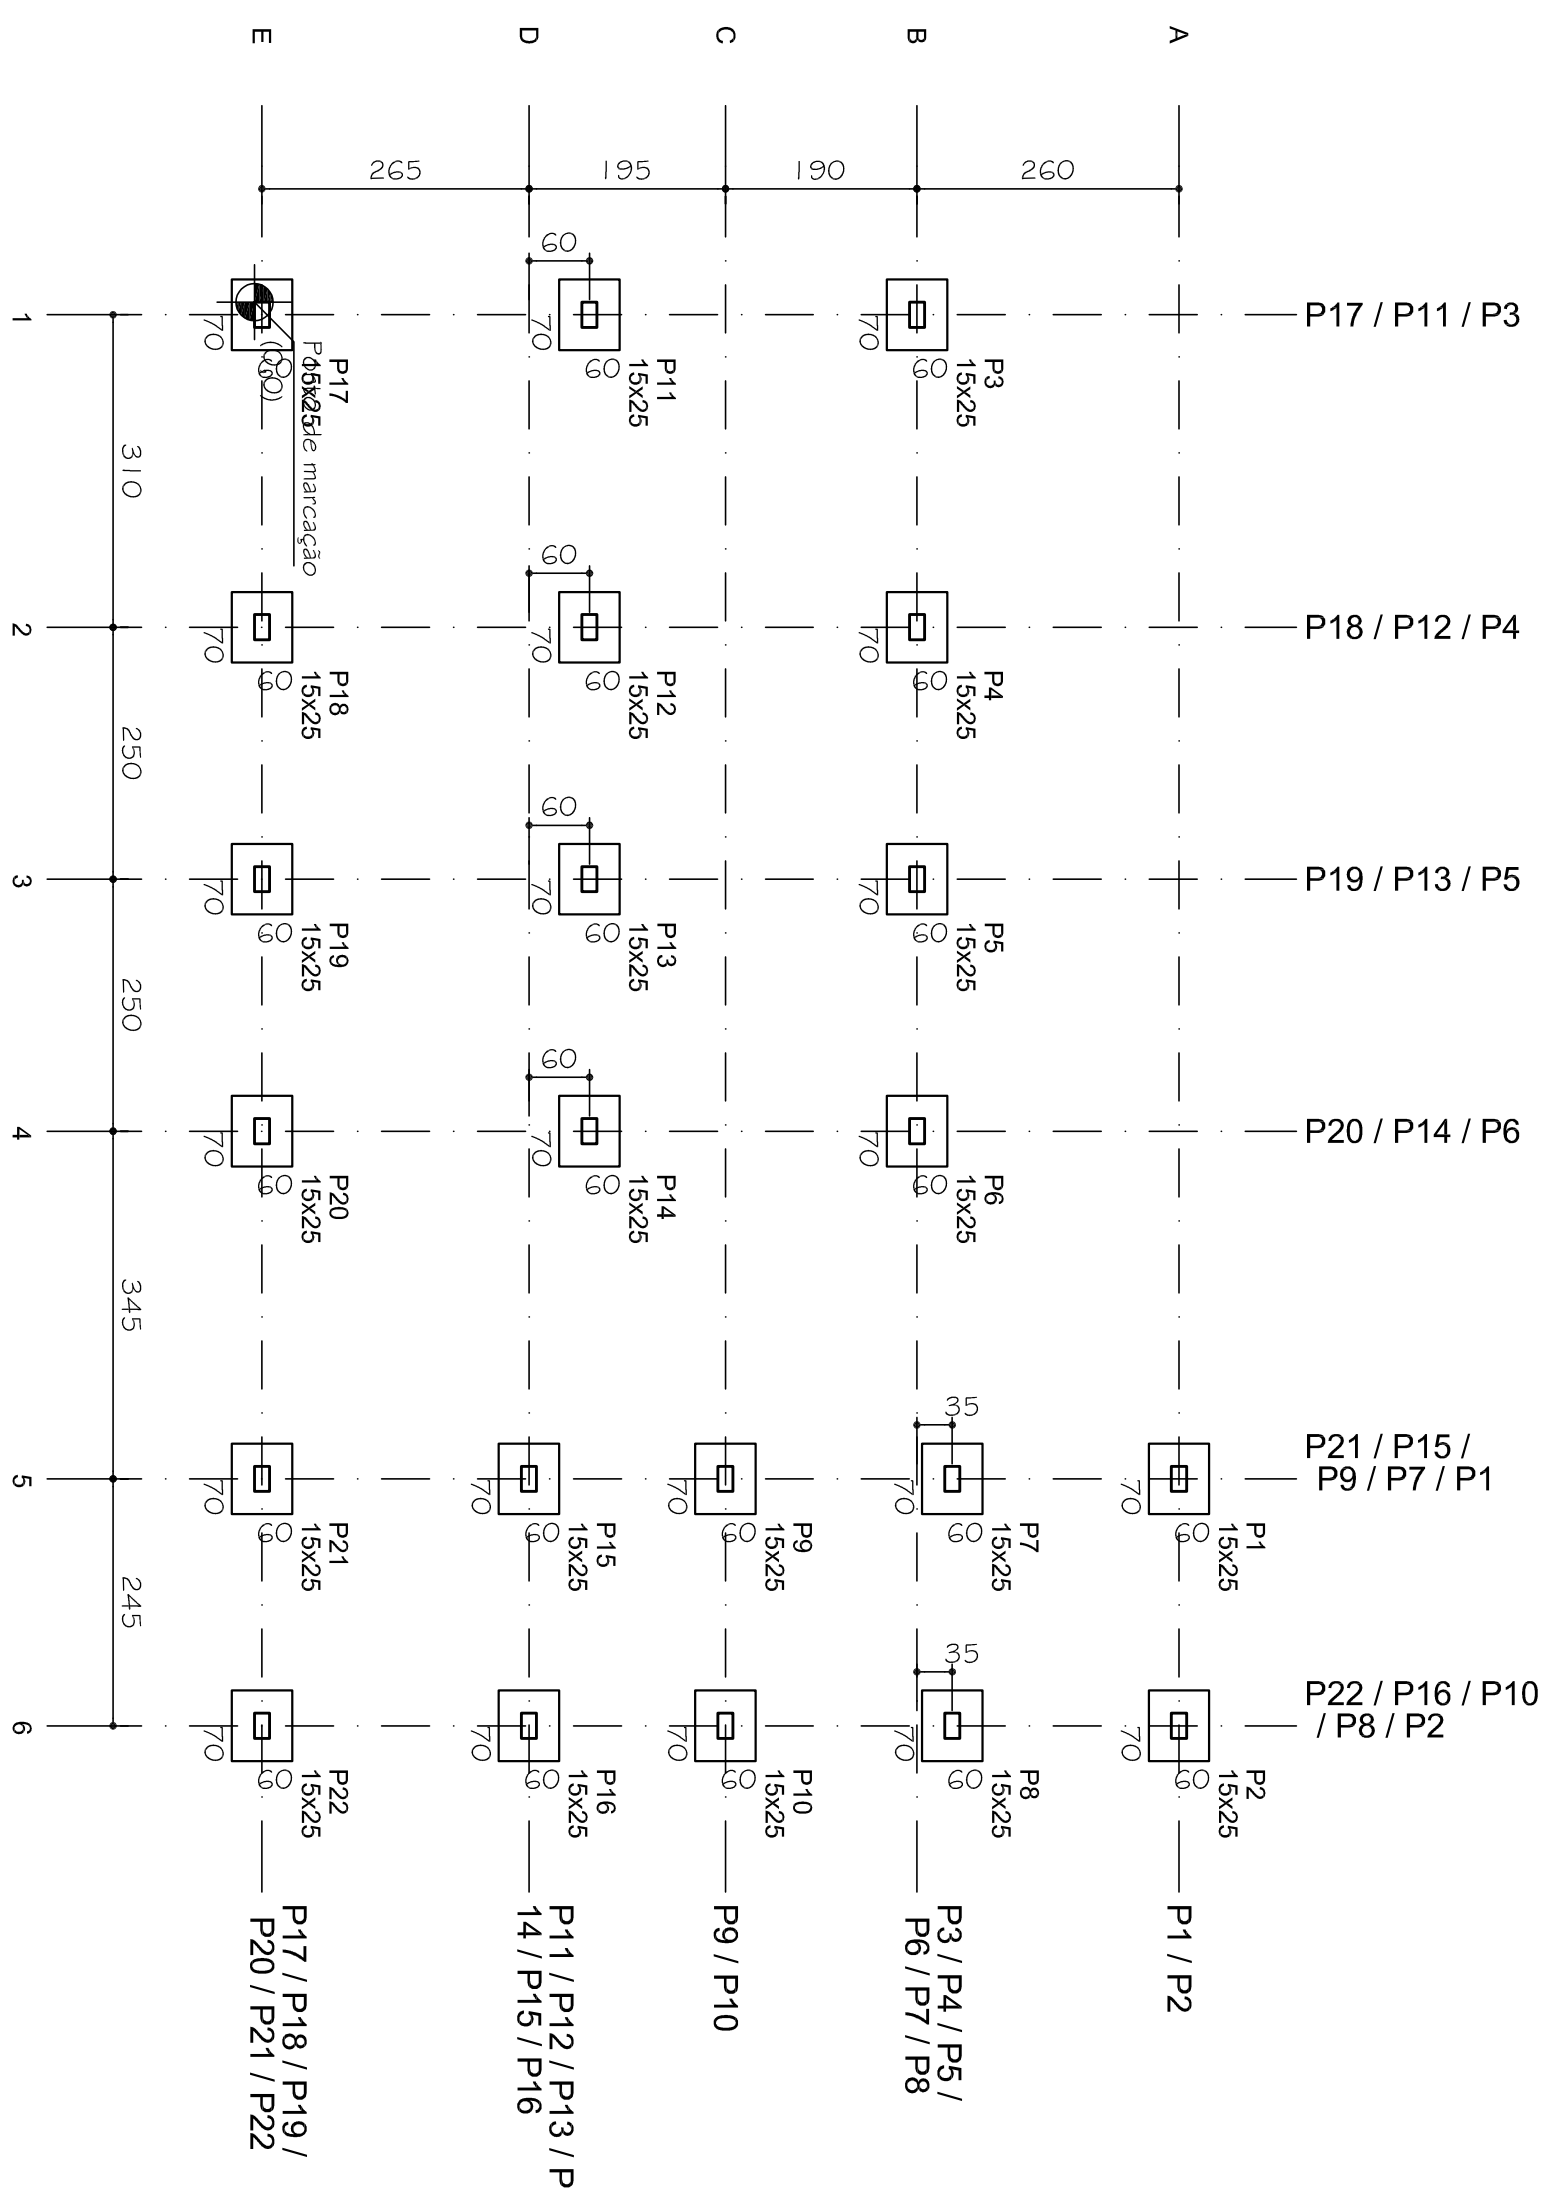 E
D
C
B
A
265
195
190
260
P17 / P11 / P3
60
1
70
60
P17
15x25
Ponto de marcação
(0,0)
70
60
P11
15x25
70
60
P3
15x25
310
P18 / P12 / P4
60
2
70
60
P18
15x25
70
60
P12
15x25
70
60
P4
15x25
250
P19 / P13 / P5
60
3
70
60
P19
15x25
70
60
P13
15x25
70
60
P5
15x25
250
P20 / P14 / P6
60
4
70
60
P20
15x25
70
60
P14
15x25
70
60
P6
15x25
345
P21 / P15 /
P9 / P7 / P1
35
5
70
60
P21
15x25
70
60
P15
15x25
70
60
P9
15x25
70
60
P7
15x25
70
60
P1
15x25
245
P22 / P16 / P10
/ P8 / P2
35
6
70
60
P22
15x25
70
60
P16
15x25
70
60
P10
15x25
70
60
P8
15x25
70
60
P2
15x25
P17 / P18 / P19 /
P20 / P21 / P22
P11 / P12 / P13 / P
14 / P15 / P16
P9 / P10
P3 / P4 / P5 /
P6 / P7 / P8
P1 / P2